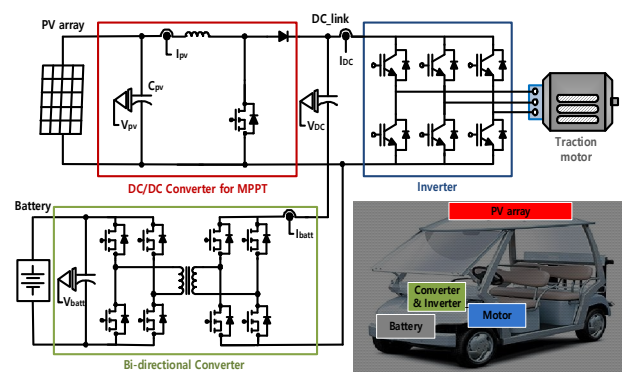 PV array
DC_link
Ipv
IDC
Cpv
Vpv
VDC
Traction
motor
DC/DC Converter for MPPT
Inverter
Battery
Ibatt
Vbatt
Bi-directional Converter
PV array
Converter
& Inverter
Motor
Battery